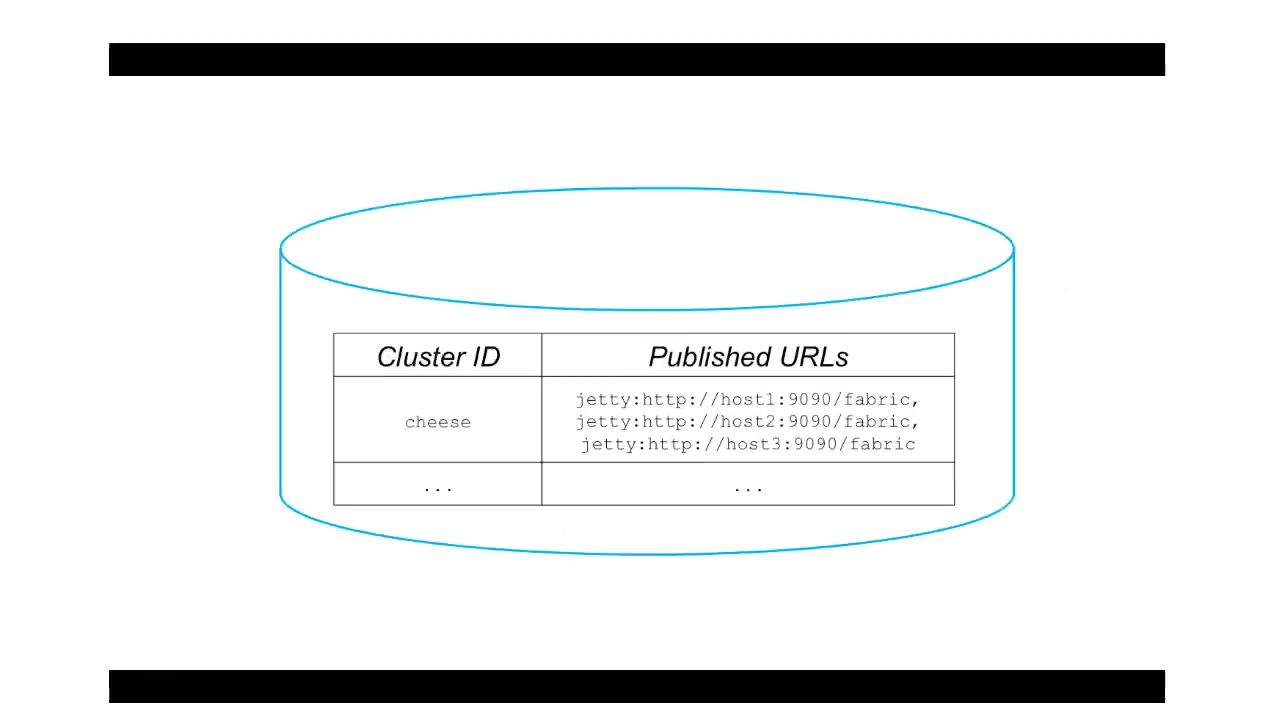 Cluster ID
Published URLs
cheese
jetty:http://host1:9090/fabric,
jetty:http://host2:9090/fabric,
jetty:http://host3:9090/fabric
...
...